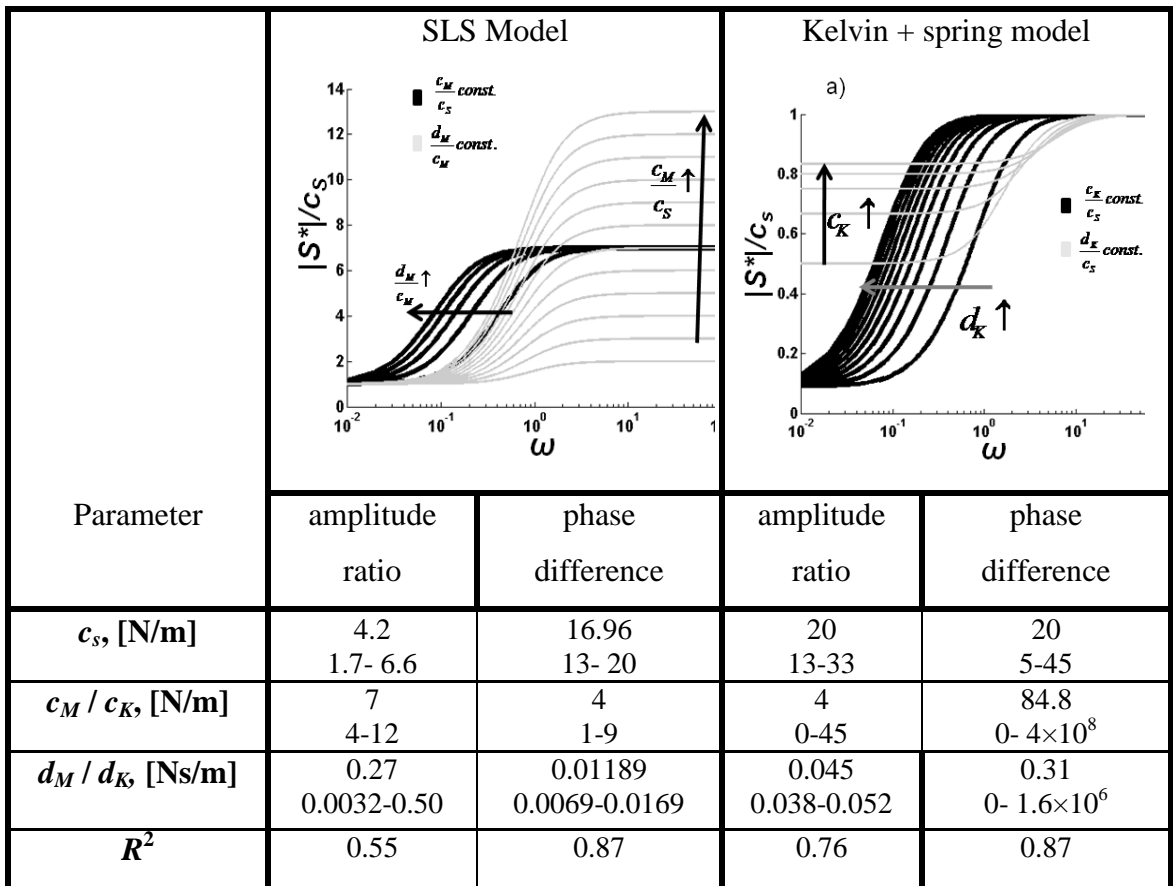 SLS Model
Kelvin + spring model
c_M/c_S const.
d_M/c_M const.
|S*|/c_S
14
12
10
8
6
4
2
0
c_M/c_S ↑
d_M/c_M ↑
10^-2
10^-1
10^0
10^1
1
ω
a)
|S*|/c_s
1
0.8
0.6
0.4
0.2
0
c_K ↑
d_K ↑
c_K/c_S const.
d_K/c_S const.
10^-2
10^-1
10^0
10^1
ω
Parameter
amplitude
ratio
phase
difference
amplitude
ratio
phase
difference
c_s, [N/m]
4.2
1.7- 6.6
16.96
13- 20
20
13-33
20
5-45
c_M / c_K, [N/m]
7
4-12
4
1-9
4
0-45
84.8
0- 4×10^8
d_M / d_K, [Ns/m]
0.27
0.0032-0.50
0.01189
0.0069-0.0169
0.045
0.038-0.052
0.31
0- 1.6×10^6
R^2
0.55
0.87
0.76
0.87